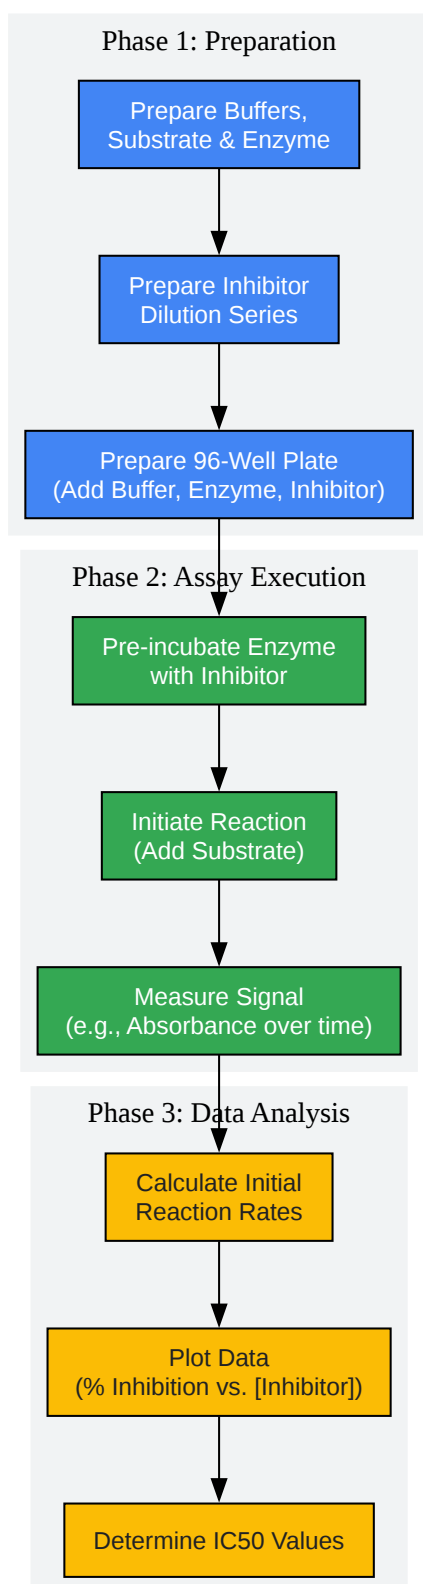 Phase 1: Preparation
Prepare Buffers,
Substrate & Enzyme
Prepare Inhibitor
Dilution Series
Prepare 96-Well Plate
(Add Buffer, Enzyme, Inhibitor)
Phase 2: Assay Execution
Pre-incubate Enzyme
with Inhibitor
Initiate Reaction
(Add Substrate)
Measure Signal
(e.g., Absorbance over time)
Phase 3: Data Analysis
Calculate Initial
Reaction Rates
Plot Data
(% Inhibition vs. [Inhibitor])
Determine IC50 Values